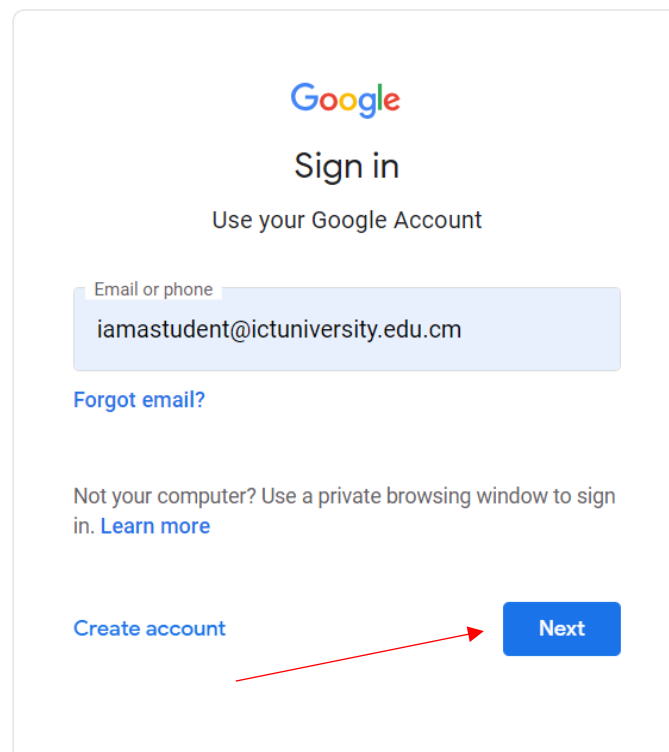 Google
Sign in
Use your Google Account
Email or phone
iamastudent@ictuniversity.edu.cm
Forgot email?
Not your computer? Use a private browsing window to sign
in. Learn more
Create account
Next